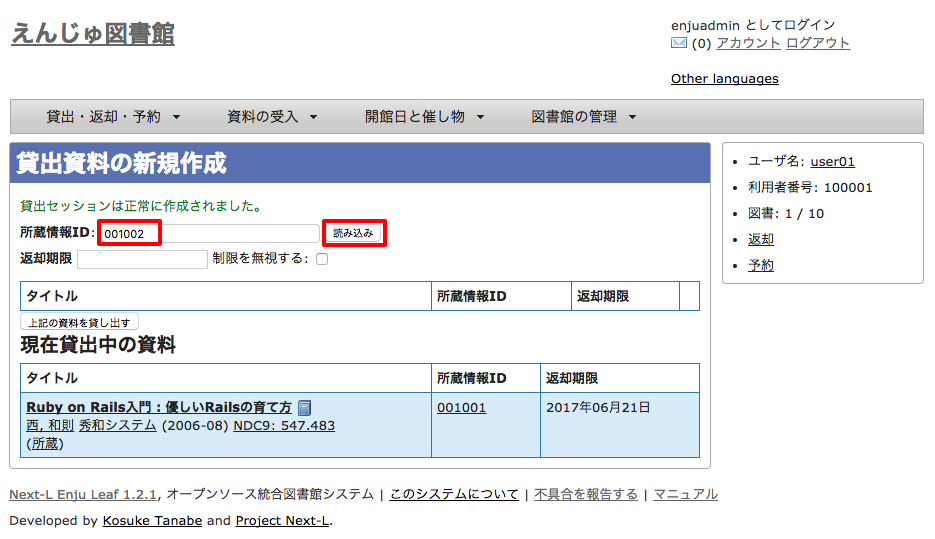 えんじゅ図書館
enjuadmin としてログイン
(0) アカウント ログアウト
Other languages
貸出・返却・予約 ▼ 資料の受入 ▼ 開館日と催し物 ▼ 図書館の管理 ▼
貸出資料の新規作成
貸出セッションは正常に作成されました。
所蔵情報ID: 001002 読み込み
返却期限 制限を無視する:
タイトル 所蔵情報ID 返却期限
上記の資料を貸し出す
現在貸出中の資料
タイトル 所蔵情報ID 返却期限
Ruby on Rails入門 : 優しいRailsの育て方 001001 2017年06月21日
西, 和則 秀和システム (2006-08) NDC9: 547.483
(所蔵)
• ユーザ名: user01
• 利用者番号: 100001
• 図書: 1 / 10
• 返却
• 予約
Next-L Enju Leaf 1.2.1, オープンソース統合図書館システム | このシステムについて | 不具合を報告する | マニュアル
Developed by Kosuke Tanabe and Project Next-L.